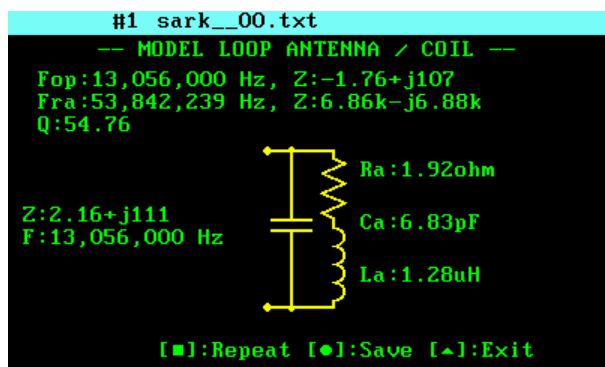 #1 sark__00.txt
-- MODEL LOOP ANTENNA / COIL --
Fop:13,056,000 Hz, Z:-1.76+j107
Fra:53,842,239 Hz, Z:6.86k-j6.88k
Q:54.76
Ra:1.92ohm
Z:2.16+j111
Ca:6.83pF
F:13,056,000 Hz
La:1.28uH
[■]:Repeat [●]:Save [▲]:Exit